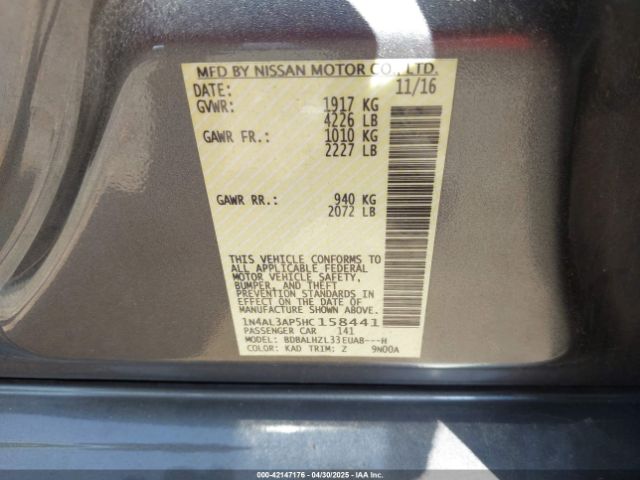 MFD BY NISSAN MOTOR CO., LTD.
DATE: 11/16
GVWR: 1917 KG
4226 LB
GAWR FR.: 1010 KG
2227 LB
GAWR RR.: 940 KG
2072 LB
THIS VEHICLE CONFORMS TO
ALL APPLICABLE FEDERAL
MOTOR VEHICLE SAFETY,
BUMPER, AND THEFT
PREVENTION STANDARDS
IN EFFECT ON THE DATE OF
MANUFACTURE SHOWN ABOVE.
1N4AL3AP5HC158441
PASSENGER CAR 141
MODEL: BDBALHZL33EUAB---H
COLOR: KAD TRIM: Z 9N00A
000-42147176 | 04/30/2025 | IAAI.COM